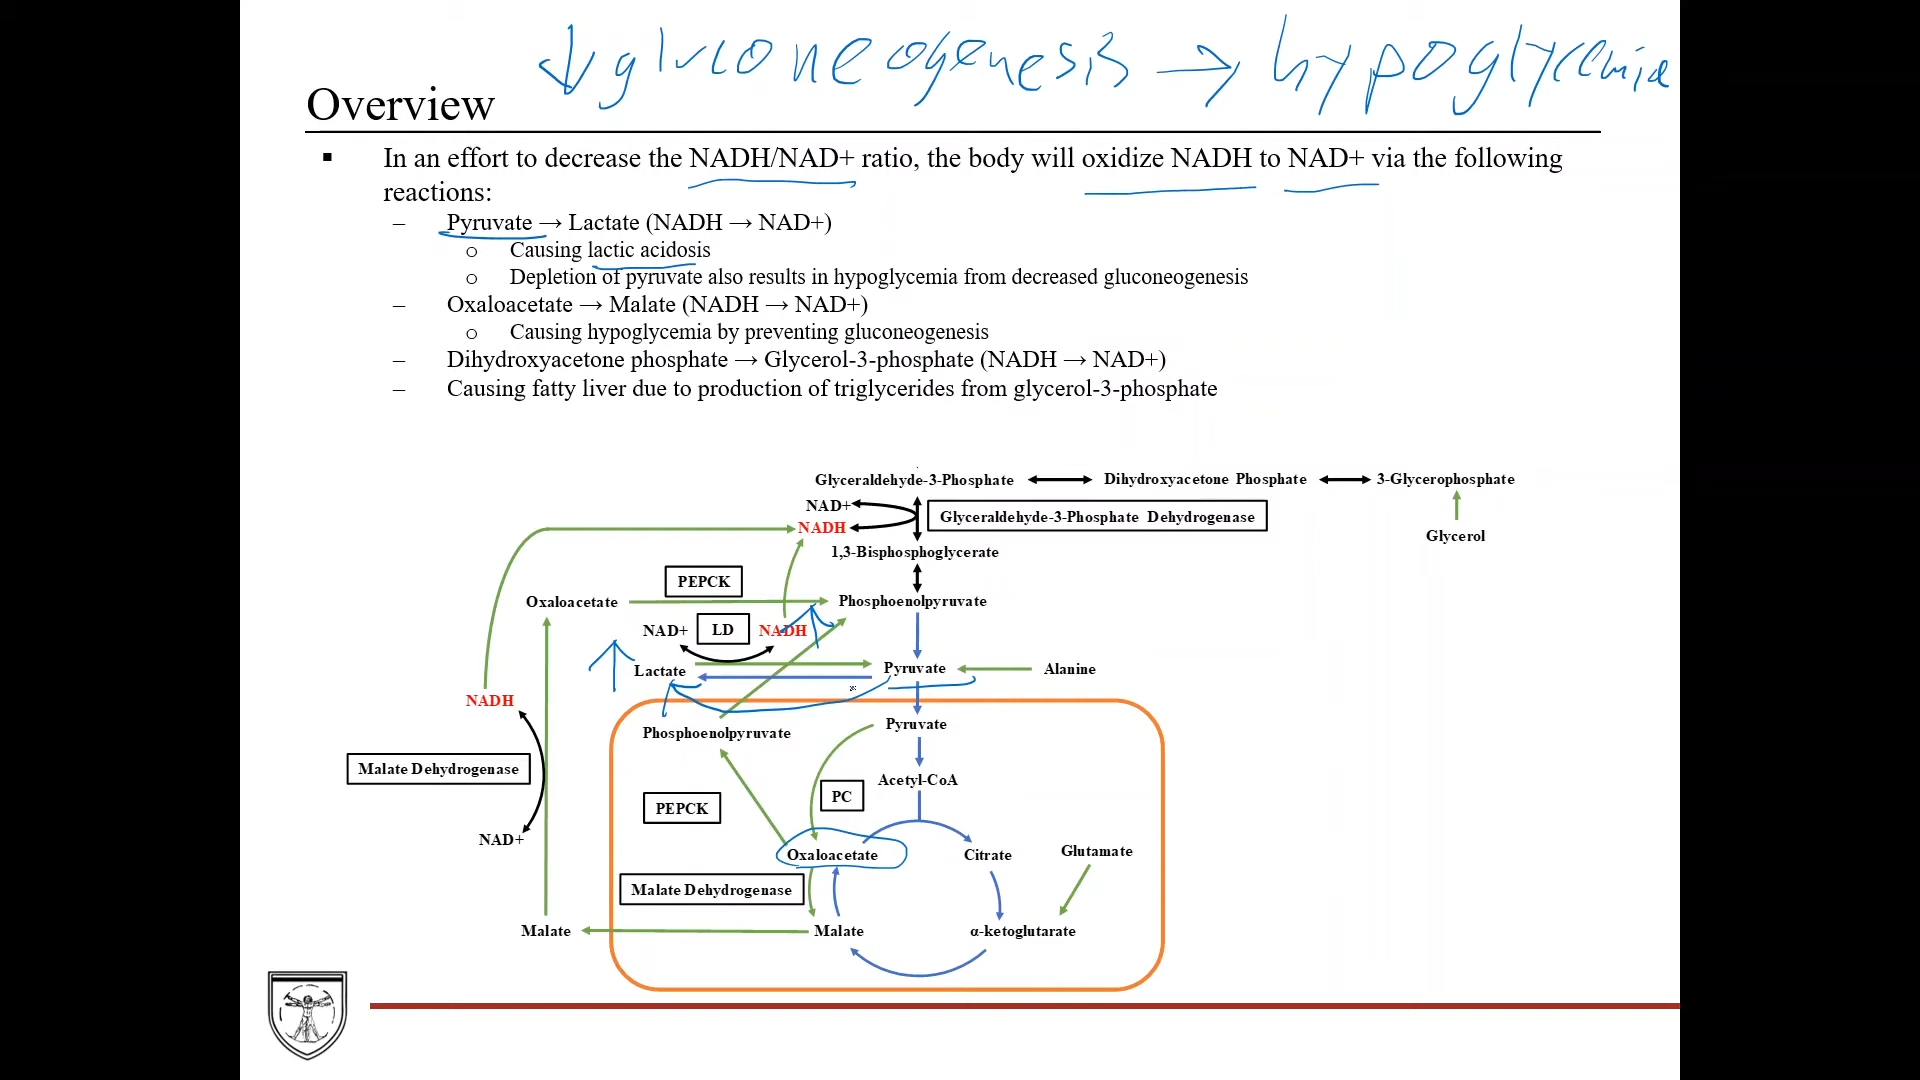 ↓ gluconeogenesis → hypoglycemia
Overview
▪ In an effort to decrease the NADH/NAD+ ratio, the body will oxidize NADH to NAD+ via the following
reactions:
– Pyruvate → Lactate (NADH → NAD+)
o Causing lactic acidosis
o Depletion of pyruvate also results in hypoglycemia from decreased gluconeogenesis
– Oxaloacetate → Malate (NADH → NAD+)
o Causing hypoglycemia by preventing gluconeogenesis
– Dihydroxyacetone phosphate → Glycerol-3-phosphate (NADH → NAD+)
– Causing fatty liver due to production of triglycerides from glycerol-3-phosphate
Glyceraldehyde-3-Phosphate
Dihydroxyacetone Phosphate
3-Glycerophosphate
NAD+
Glyceraldehyde-3-Phosphate Dehydrogenase
NADH
Glycerol
1,3-Bisphosphoglycerate
PEPCK
Oxaloacetate
Phosphoenolpyruvate
NAD+
LD
NADH
Lactate
Pyruvate
Alanine
NADH
Phosphoenolpyruvate
Pyruvate
Malate Dehydrogenase
Acetyl-CoA
PEPCK
PC
NAD+
Oxaloacetate
Citrate
Glutamate
Malate Dehydrogenase
Malate
Malate
α-ketoglutarate